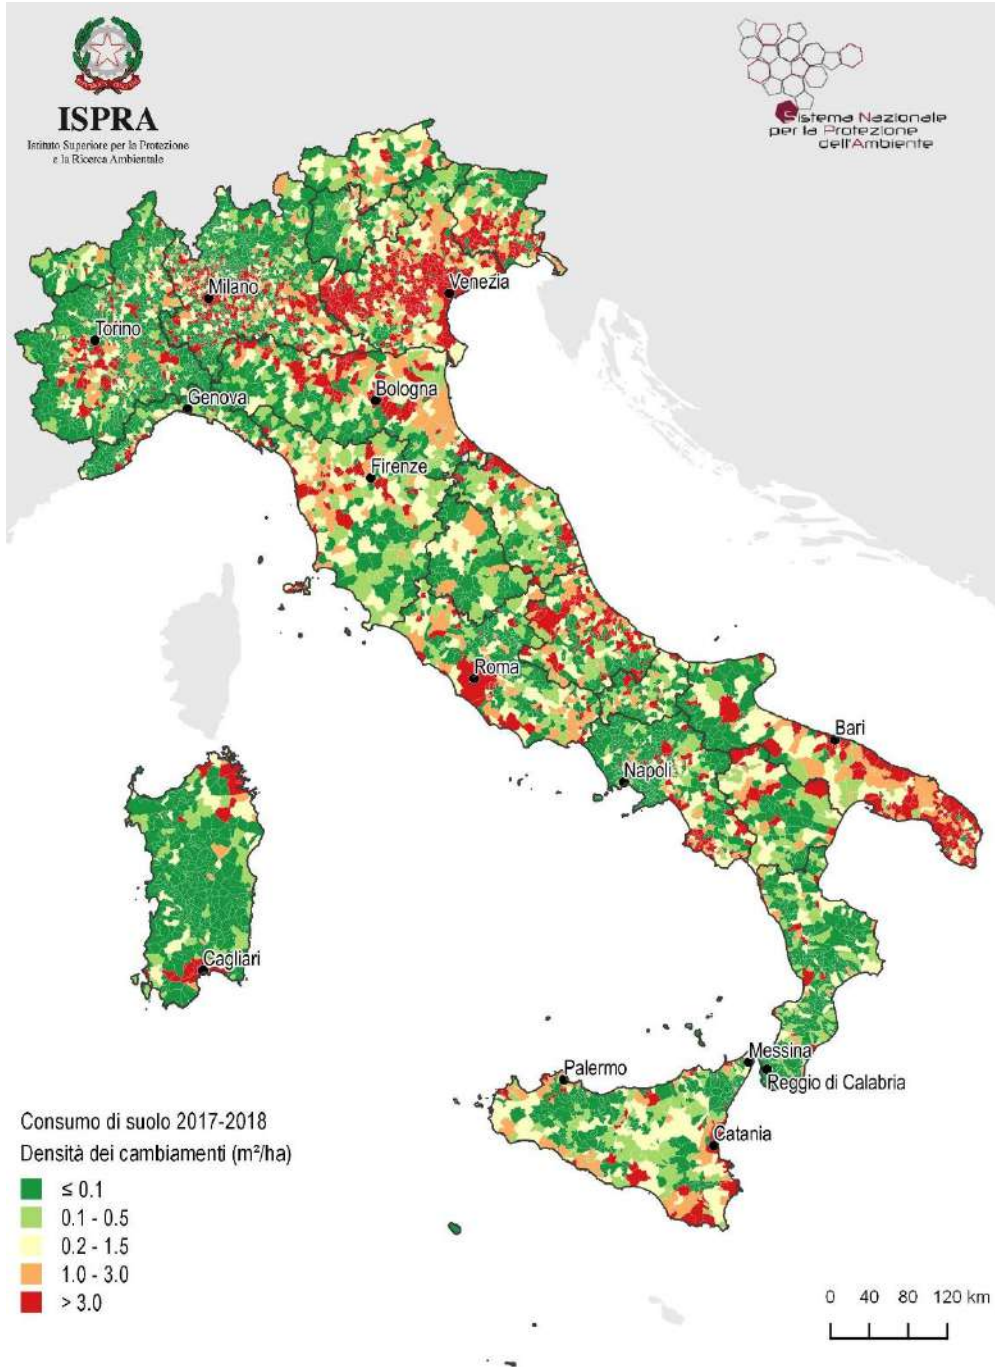 ISPRA
Istituto Superiore per la Protezione
e la Ricerca Ambientale
Sistema Nazionale
per la Protezione
dell'Ambiente
Milano
Venezia
Torino
Genova
Bologna
Firenze
Roma
Bari
Napoli
Cagliari
Messina
Palermo
Reggio di Calabria
Catania
Consumo di suolo 2017-2018
Densità dei cambiamenti (m²/ha)
≤ 0.1
0.1 - 0.5
0.2 - 1.5
1.0 - 3.0
> 3.0
0 40 80 120 km